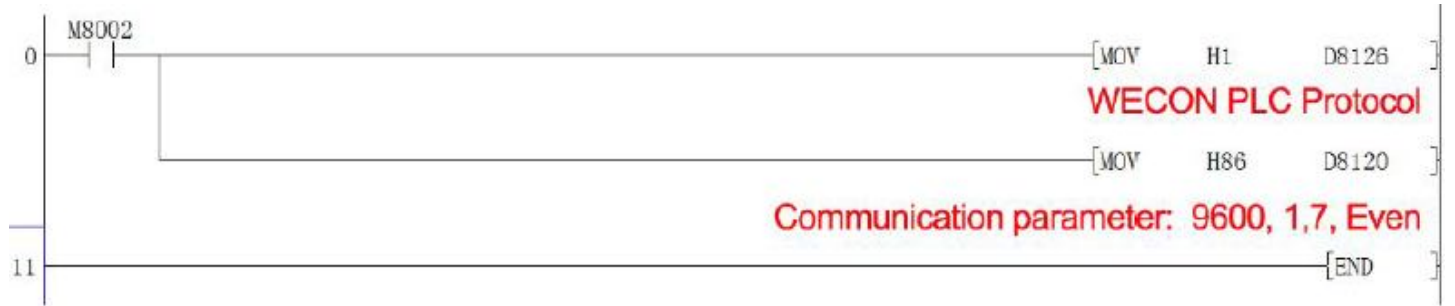 M8002
0 [MOV H1 D8126 ]
WECON PLC Protocol
[MOV H86 D8120 ]
Communication parameter: 9600, 1,7, Even
11 [END ]